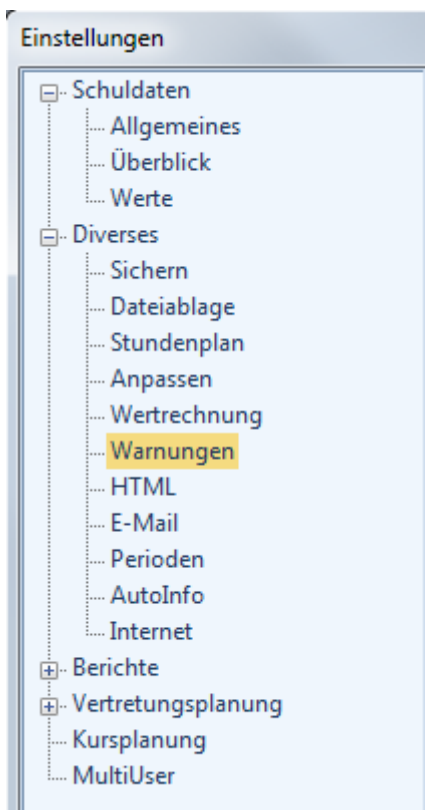 Einstellungen
Schuldaten
Allgemeines
Überblick
Werte
Diverses
Sichern
Dateiablage
Stundenplan
Anpassen
Wertrechnung
Warnungen
HTML
E-Mail
Perioden
AutoInfo
Internet
Berichte
Vertretungsplanung
Kursplanung
MultiUser